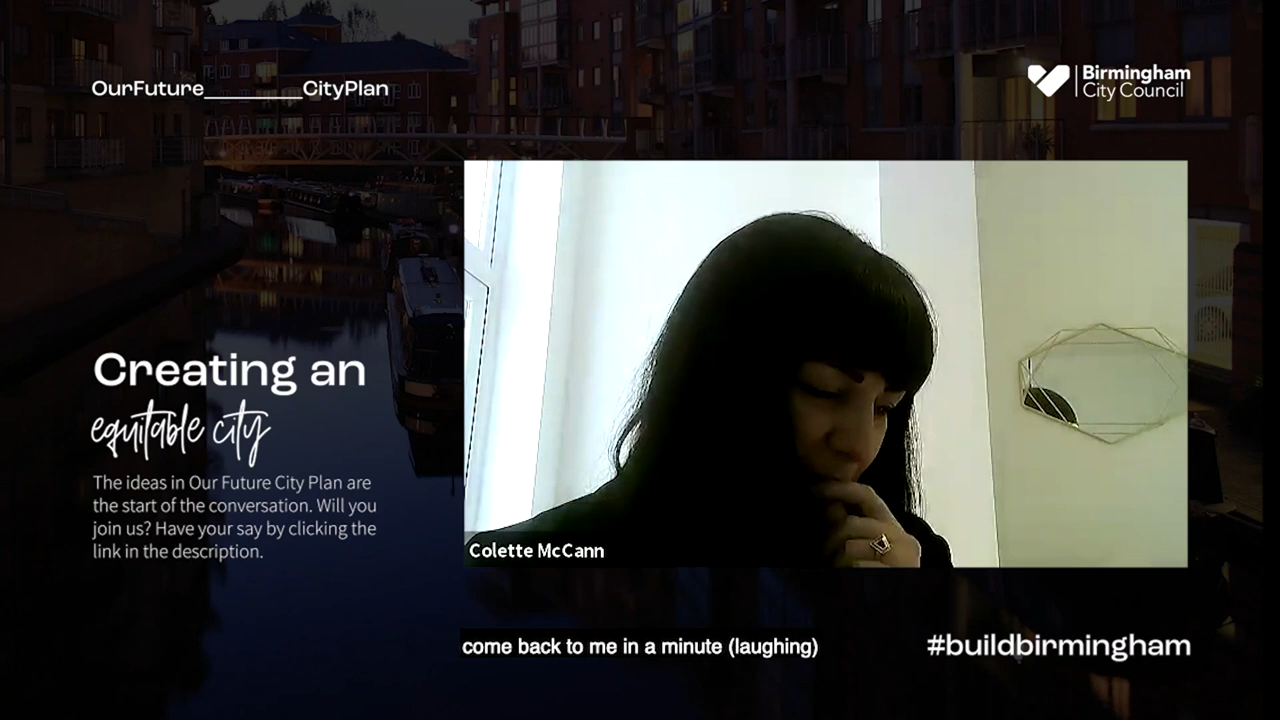 OurFuture________CityPlan
Birmingham
City Council
Creating an
equitable city
The ideas in Our Future City Plan are
the start of the conversation. Will you
join us? Have your say by clicking the
link in the description.
Colette McCann
come back to me in a minute (laughing)
#buildbirmingham